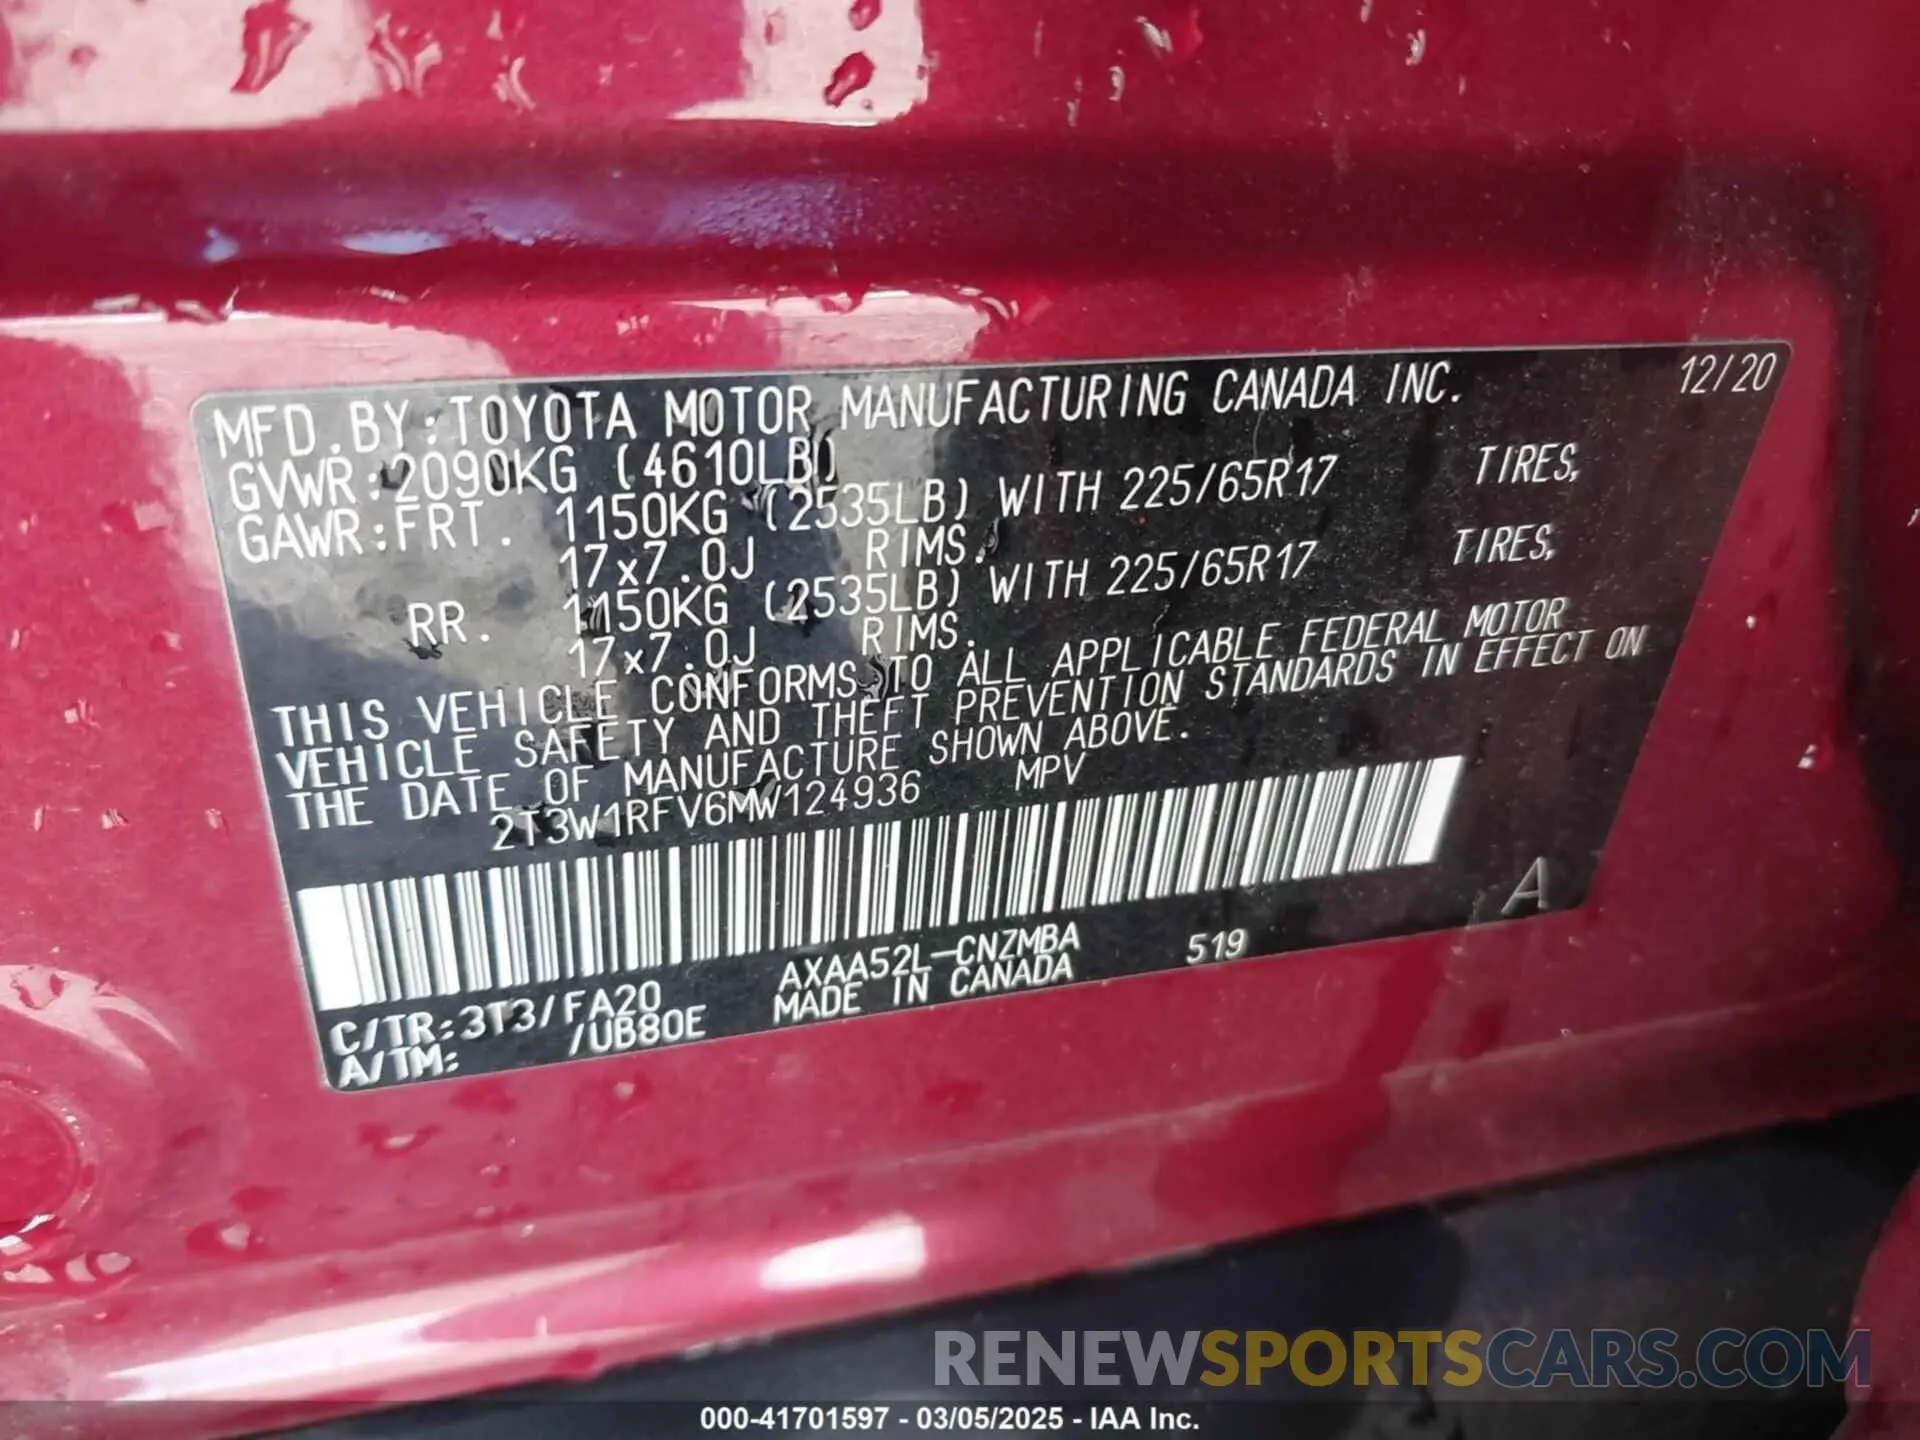 MFD.BY:TOYOTA MOTOR MANUFACTURING CANADA INC. 12/20
GVWR:2090KG (4610LB)
GAWR:FRT. 1150KG (2535LB) WITH 225/65R17 TIRES,
17x7.0J RIMS.
RR. 1150KG (2535LB) WITH 225/65R17 TIRES,
17x7.0J RIMS.
THIS VEHICLE CONFORMS TO ALL APPLICABLE FEDERAL MOTOR
VEHICLE SAFETY AND THEFT PREVENTION STANDARDS IN EFFECT ON
THE DATE OF MANUFACTURE SHOWN ABOVE.
2T3W1RFV6MW124936 MPV
A
C/TR:3T3/FA20 AXAA52L-CNZMBA 519
A/TM: /UB80E MADE IN CANADA
RENEWSPORTSCARS.COM
000-41701597 - 03/05/2025 - IAA Inc.